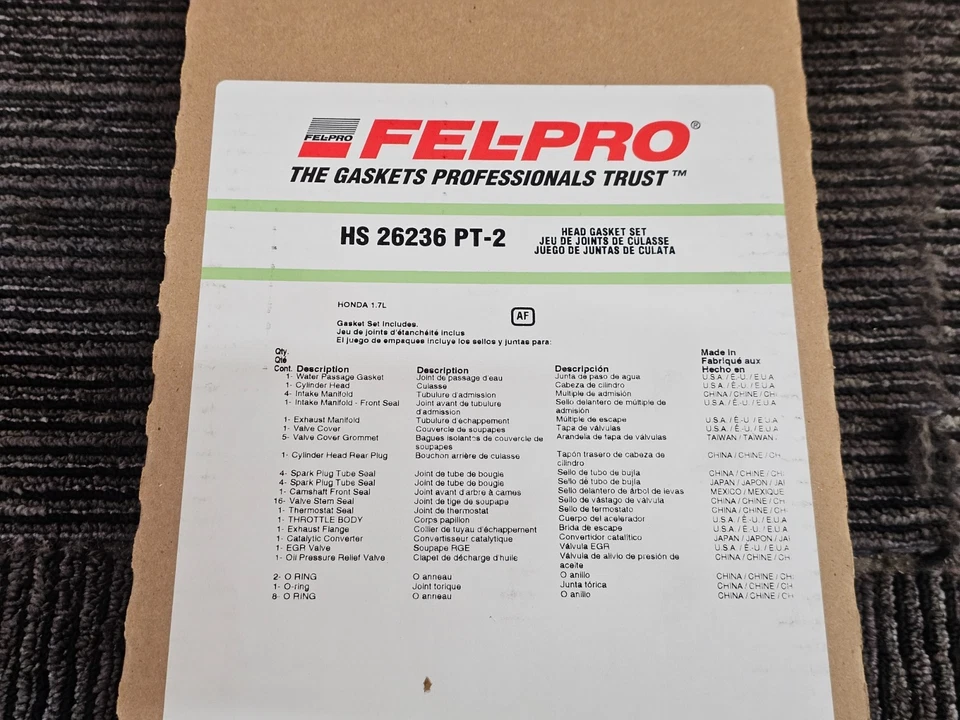 FEL-PRO
FEL-PRO®
THE GASKETS PROFESSIONALS TRUST™
HS 26236 PT-2
HEAD GASKET SET
JEU DE JOINTS DE CULASSE
JUEGO DE JUNTAS DE CULATA
HONDA 1.7L
AF
Gasket Set Includes.
Jeu de joints d'étanchéité inclus
El juego de empaques incluye los sellos y juntas para:
Qty. Qté Cont. Description Description Descripción Made in Fabriqué aux Hecho en
1- Water Passage Gasket Joint de passage d'eau Junta de paso de agua U.S.A. / É.-U. / E.U.A
1- Cylinder Head Culasse Cabeza de cilindro U.S.A. / É.-U. / E.U.A
4- Intake Manifold Tubulure d'admission Multiple de admisión CHINA / CHINE / CH
1- Intake Manifold - Front Seal Joint avant de tubulure d'admission Sello delantero de múltiple de admisión U.S.A. / É.-U. / E.U.A
1- Exhaust Manifold Tubulure d'échappement Múltiple de escape U.S.A. / É.-U. / E.U.A
1- Valve Cover Couvercle de soupapes Tapa de válvulas U.S.A. / É.-U. / E.U.A
5- Valve Cover Grommet Bagues isolantes de couvercle de soupapes Arandela de tapa de válvulas TAIWAN / TAIWAN
1- Cylinder Head Rear Plug Bouchon arrière de culasse Tapón trasero de cabeza de cilindro CHINA / CHINE / CH
4- Spark Plug Tube Seal Joint de tube de bougie Sello de tubo de bujía CHINA / CHINE / CH
4- Spark Plug Tube Seal Joint de tube de bougie Sello de tubo de bujía JAPAN / JAPON / JA
1- Camshaft Front Seal Joint avant d'arbre à cames Sello delantero de árbol de levas MEXICO / MEXIQUE
16- Valve Stem Seal Joint de tige de soupape Sello de vástago de válvula CHINA / CHINE / CH
1- Thermostat Seal Joint de thermostat Sello de termostato CHINA / CHINE / CH
1- THROTTLE BODY Corps papillon Cuerpo del acelerador U.S.A. / É.-U. / E.U.A
1- Exhaust Flange Collier de tuyau d'échappement Brida de escape U.S.A. / É.-U. / E.U.A
1- Catalytic Converter Convertisseur catalytique Convertidor catalítico JAPAN / JAPON / JA
1- EGR Valve Soupape RGE Válvula EGR U.S.A. / É.-U. / E.U.A
1- Oil Pressure Relief Valve Clapet de décharge d'huile Válvula de alivio de presión de aceite CHINA / CHINE / CH
2- O RING O anneau O anillo CHINA / CHINE / CH
1- O-ring Joint torique Junta tórica CHINA / CHINE / CH
8- O RING O anneau O anillo CHINA / CHINE / CH